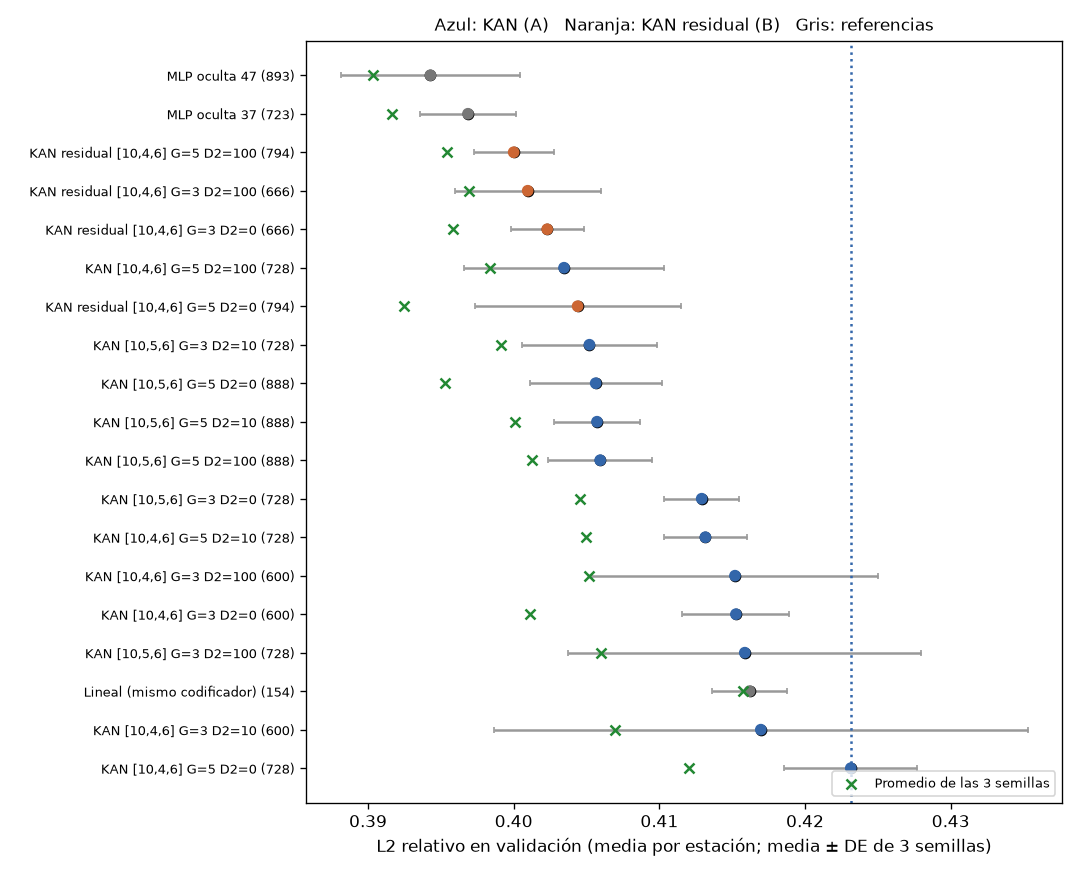 Azul: KAN (A)   Naranja: KAN residual (B)   Gris: referencias
MLP oculta 47 (893)
MLP oculta 37 (723)
KAN residual [10,4,6] G=5 D2=100 (794)
KAN residual [10,4,6] G=3 D2=100 (666)
KAN residual [10,4,6] G=3 D2=0 (666)
KAN [10,4,6] G=5 D2=100 (728)
KAN residual [10,4,6] G=5 D2=0 (794)
KAN [10,5,6] G=3 D2=10 (728)
KAN [10,5,6] G=5 D2=0 (888)
KAN [10,5,6] G=5 D2=10 (888)
KAN [10,5,6] G=5 D2=100 (888)
KAN [10,5,6] G=3 D2=0 (728)
KAN [10,4,6] G=5 D2=10 (728)
KAN [10,4,6] G=3 D2=100 (600)
KAN [10,4,6] G=3 D2=0 (600)
KAN [10,5,6] G=3 D2=100 (728)
Lineal (mismo codificador) (154)
KAN [10,4,6] G=3 D2=10 (600)
KAN [10,4,6] G=5 D2=0 (728)
Promedio de las 3 semillas
0.39 0.40 0.41 0.42 0.43
L2 relativo en validación (media por estación; media ± DE de 3 semillas)